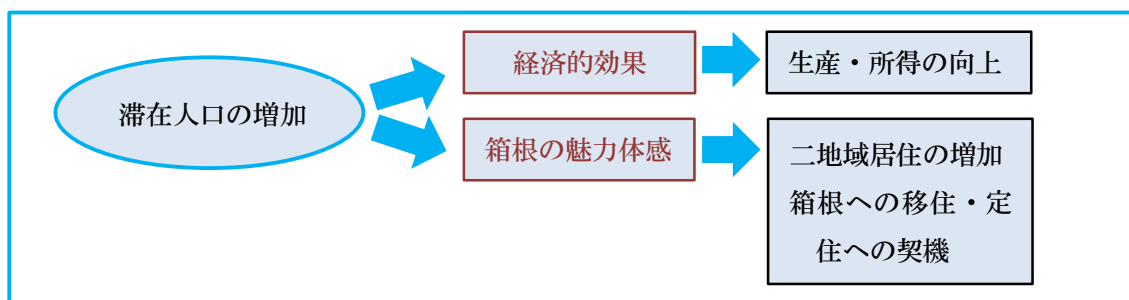 滞在人口の増加
経済的効果
生産・所得の向上
箱根の魅力体感
二地域居住の増加
箱根への移住・定
住への契機